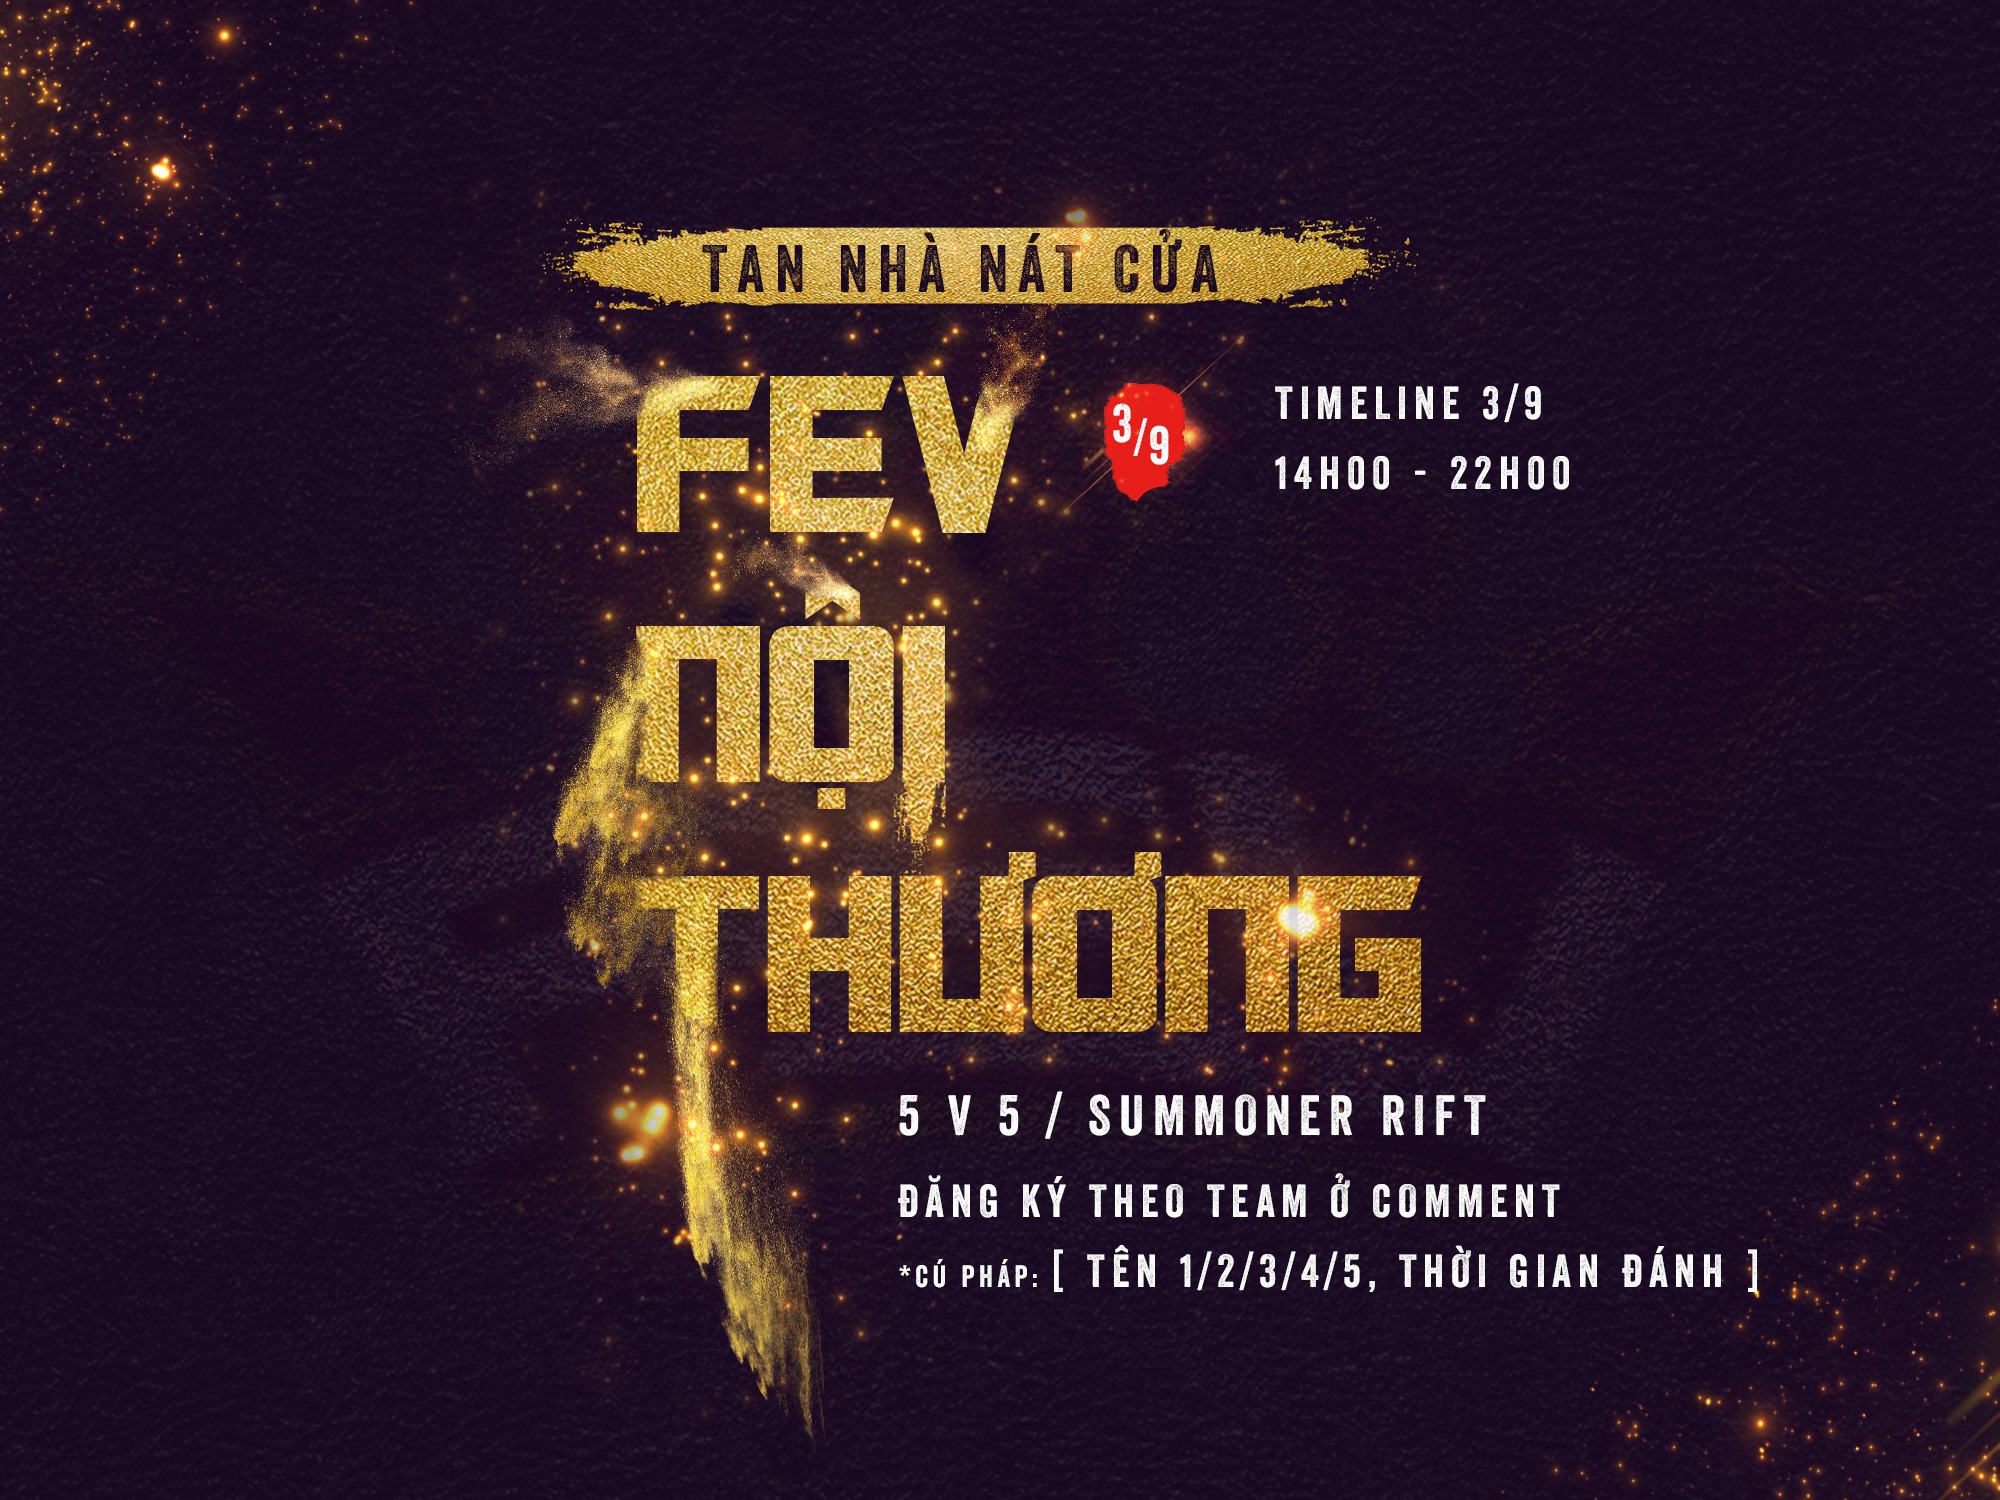 TAN NHÀ NÁT CỬA
FEV
3/9
TIMELINE 3/9
14H00 - 22H00
NỘI
THƯƠNG
5 V 5 / SUMMONER RIFT
ĐĂNG KÝ THEO TEAM Ở COMMENT
*CÚ PHÁP: [ TÊN 1/2/3/4/5, THỜI GIAN ĐÁNH ]